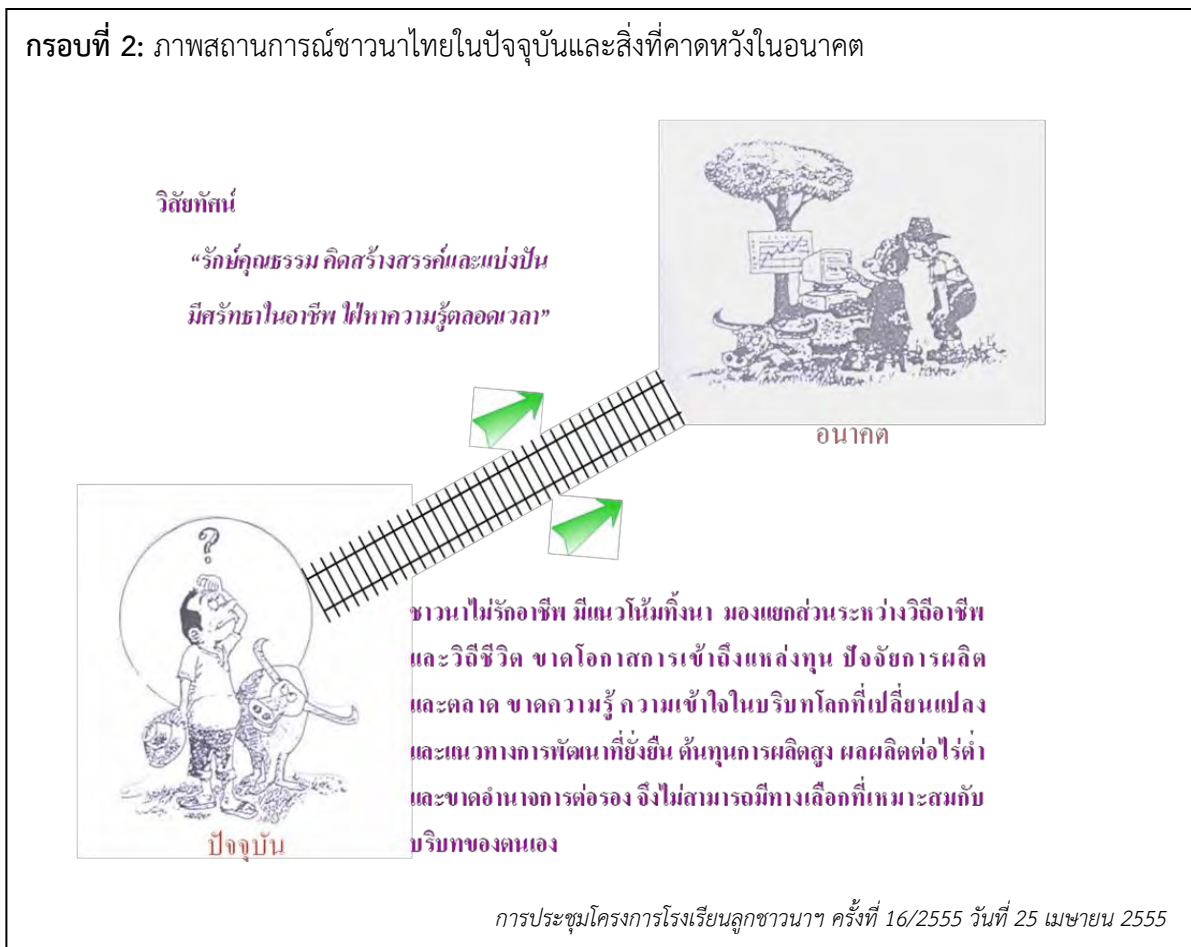 กรอบที่ 2: ภาพสถานการณ์ชาวนาไทยในปัจจุบันและสิ่งที่คาดหวังในอนาคต
วิสัยทัศน์
“รักษ์คุณธรรม คิดสร้างสรรค์และแบ่งปัน
มีศรัทธาในอาชีพ ใฝ่หาความรู้ตลอดเวลา”
อนาคต
?
ชาวนาไม่รักอาชีพ มีแนวโน้มทิ้งนา มองแยกส่วนระหว่างวิถีอาชีพ
และวิถีชีวิต ขาดโอกาสการเข้าถึงแหล่งทุน ปัจจัยการผลิต
และตลาด ขาดความรู้ ความเข้าใจในบริบทโลกที่เปลี่ยนแปลง
และแนวทางการพัฒนาที่ยั่งยืน ต้นทุนการผลิตสูง ผลผลิตต่อไร่ต่ำ
และขาดอำนาจการต่อรอง จึงไม่สามารถมีทางเลือกที่เหมาะสมกับ
บริบทของตนเอง
ปัจจุบัน
การประชุมโครงการโรงเรียนลูกชาวนาฯ ครั้งที่ 16/2555 วันที่ 25 เมษายน 2555